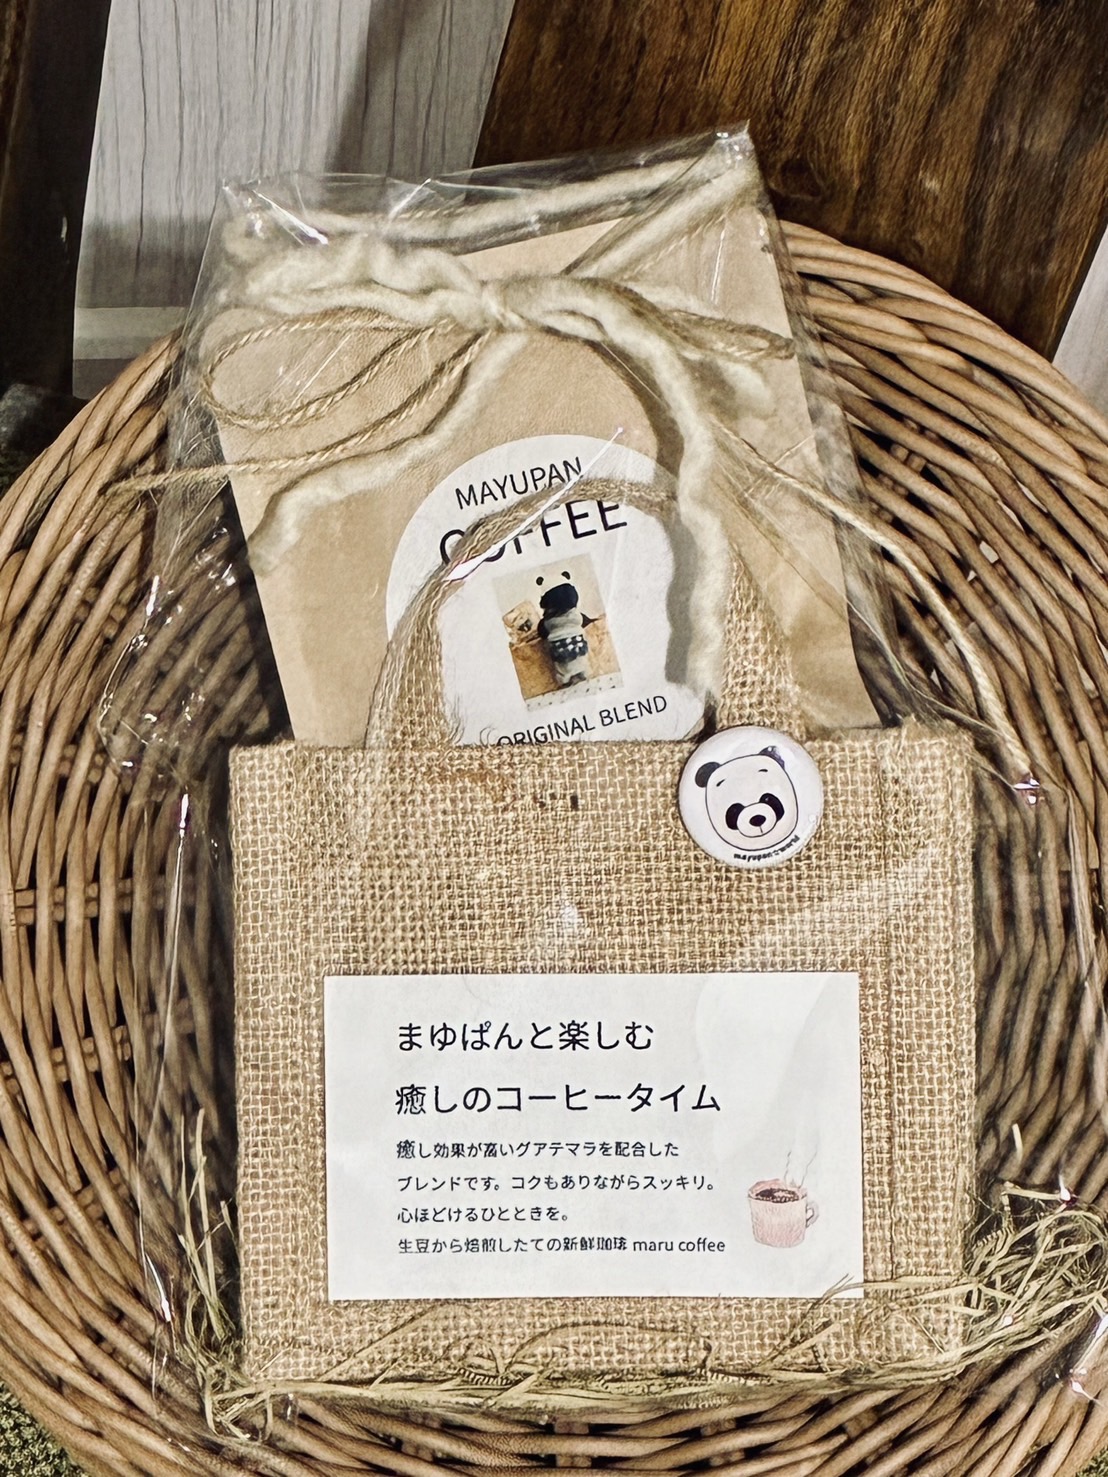 MAYUPAN
COFFEE
ORIGINAL BLEND
まゆぱんと楽しむ
癒しのコーヒータイム
癒し効果が高いグアテマラを配合した
ブレンドです。コクもありながらスッキリ。
心ほどけるひとときを。
生豆から焙煎したての新鮮珈琲 maru coffee